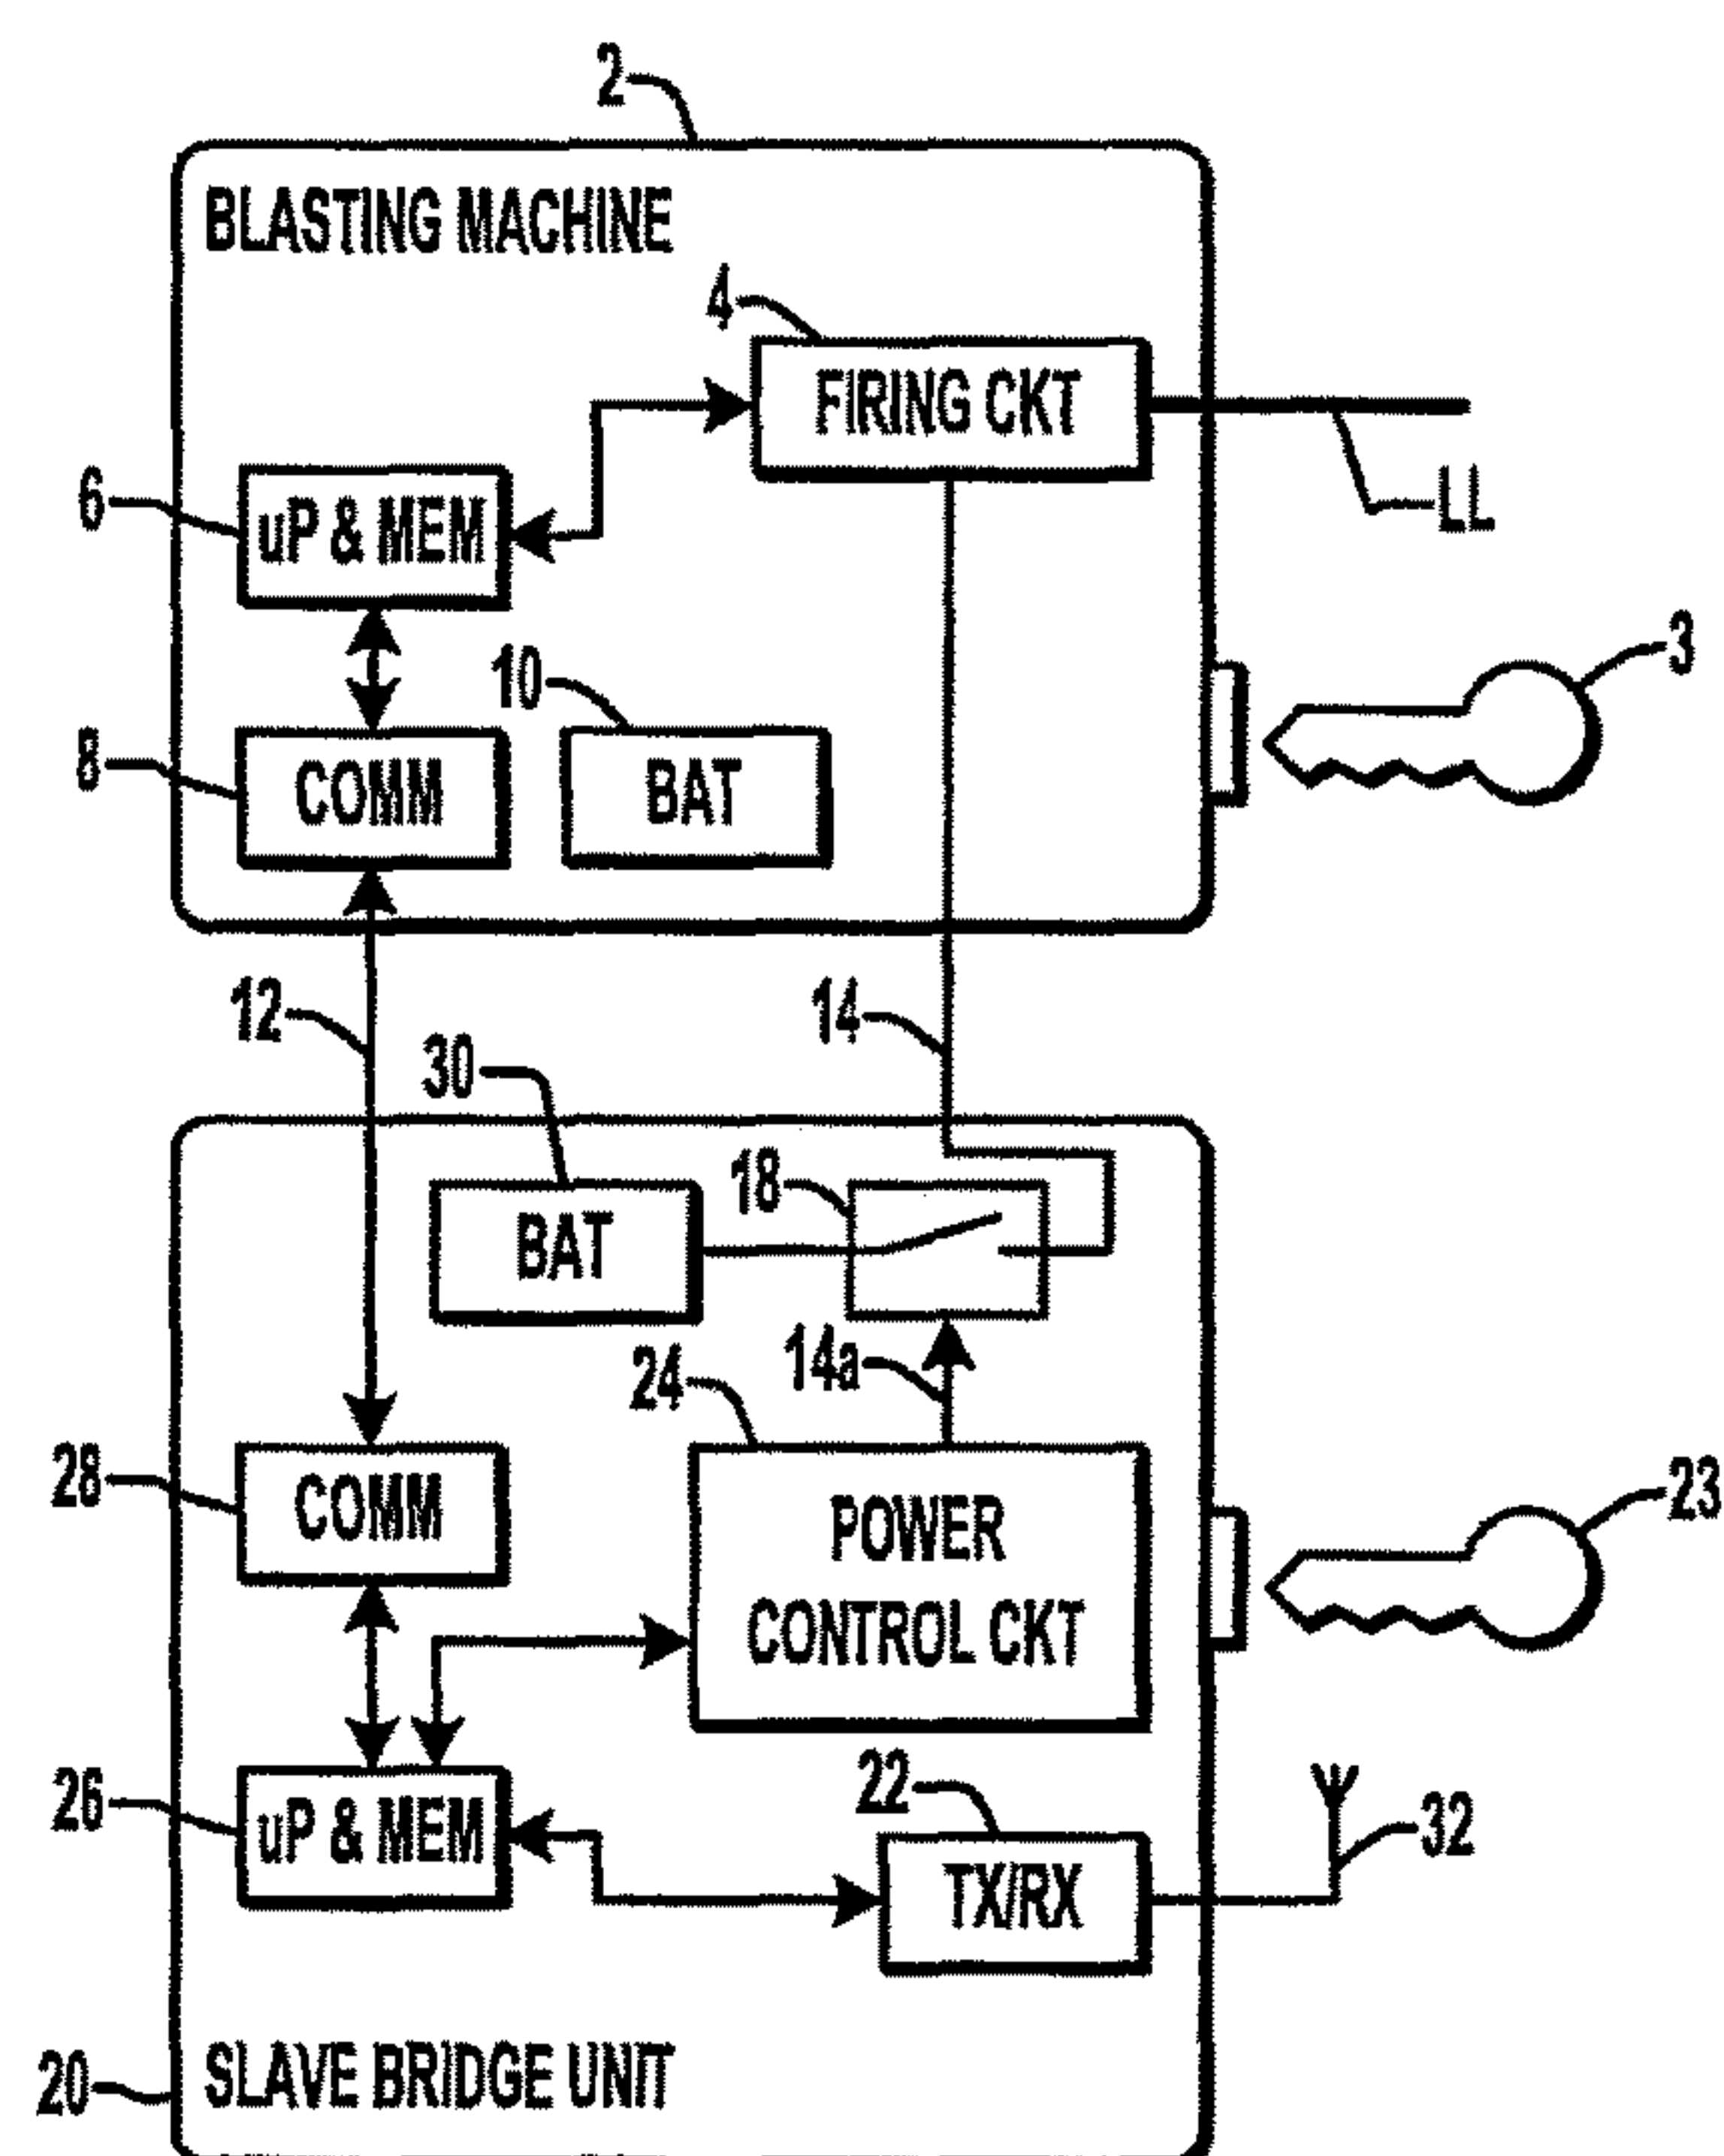 2
BLASTING MACHINE
4
FIRING CKT
LL
6
uP & MEM
3
10
8
COMM
BAT
12
14
30
18
BAT
14a
24
28
COMM
POWER
CONTROL CKT
23
22
26
uP & MEM
32
TX/RX
20
SLAVE BRIDGE UNIT